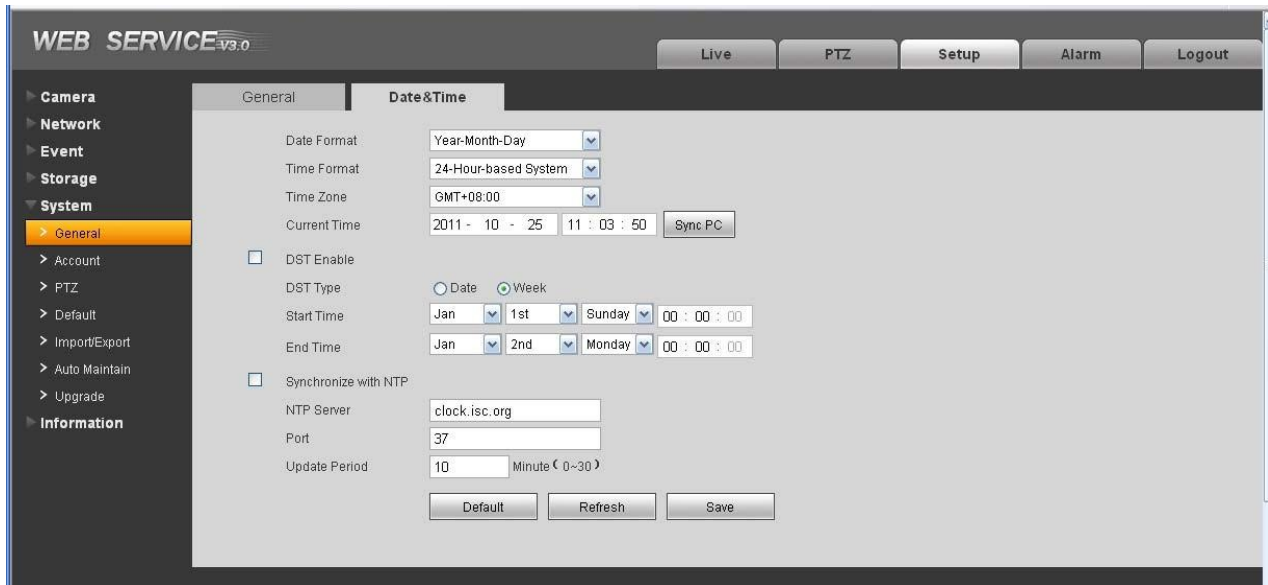 WEB SERVICE V3.0
Live PTZ Setup Alarm Logout
Camera
Network
Event
Storage
System
> General
> Account
> PTZ
> Default
> Import/Export
> Auto Maintain
> Upgrade
Information
General Date&Time
Date Format Year-Month-Day
Time Format 24-Hour-based System
Time Zone GMT+08:00
Current Time 2011 - 10 - 25 11 : 03 : 50 Sync PC
DST Enable
DST Type Date Week
Start Time Jan 1st Sunday 00 : 00 : 00
End Time Jan 2nd Monday 00 : 00 : 00
Synchronize with NTP
NTP Server clock.isc.org
Port 37
Update Period 10 Minute ( 0~30 )
Default Refresh Save